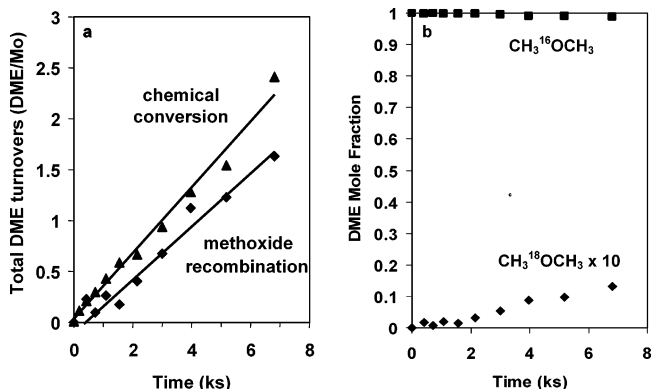 a
Total DME turnovers (DME/Mo)
3
2.5
2
1.5
1
0.5
0
chemical
conversion
methoxide
recombination
0 2 4 6 8
Time (ks)
b
DME Mole Fraction
1
0.9
0.8
0.7
0.6
0.5
0.4
0.3
0.2
0.1
0
CH₃¹⁶OCH₃
CH₃¹⁸OCH₃ x 10
0 2 4 6 8
Time (ks)